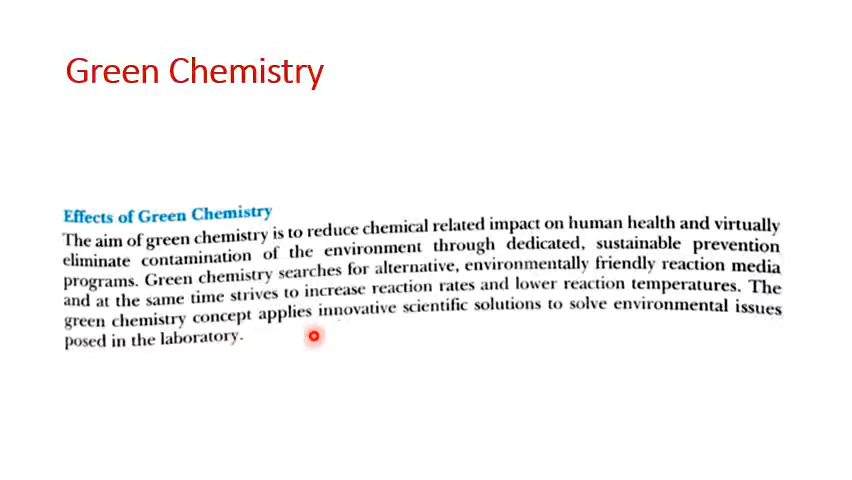 Green Chemistry
Effects of Green Chemistry
The aim of green chemistry is to reduce chemical related impact on human health and virtually
eliminate contamination of the environment through dedicated, sustainable prevention
programs. Green chemistry searches for alternative, environmentally friendly reaction media
and at the same time strives to increase reaction rates and lower reaction temperatures. The
green chemistry concept applies innovative scientific solutions to solve environmental issues
posed in the laboratory.